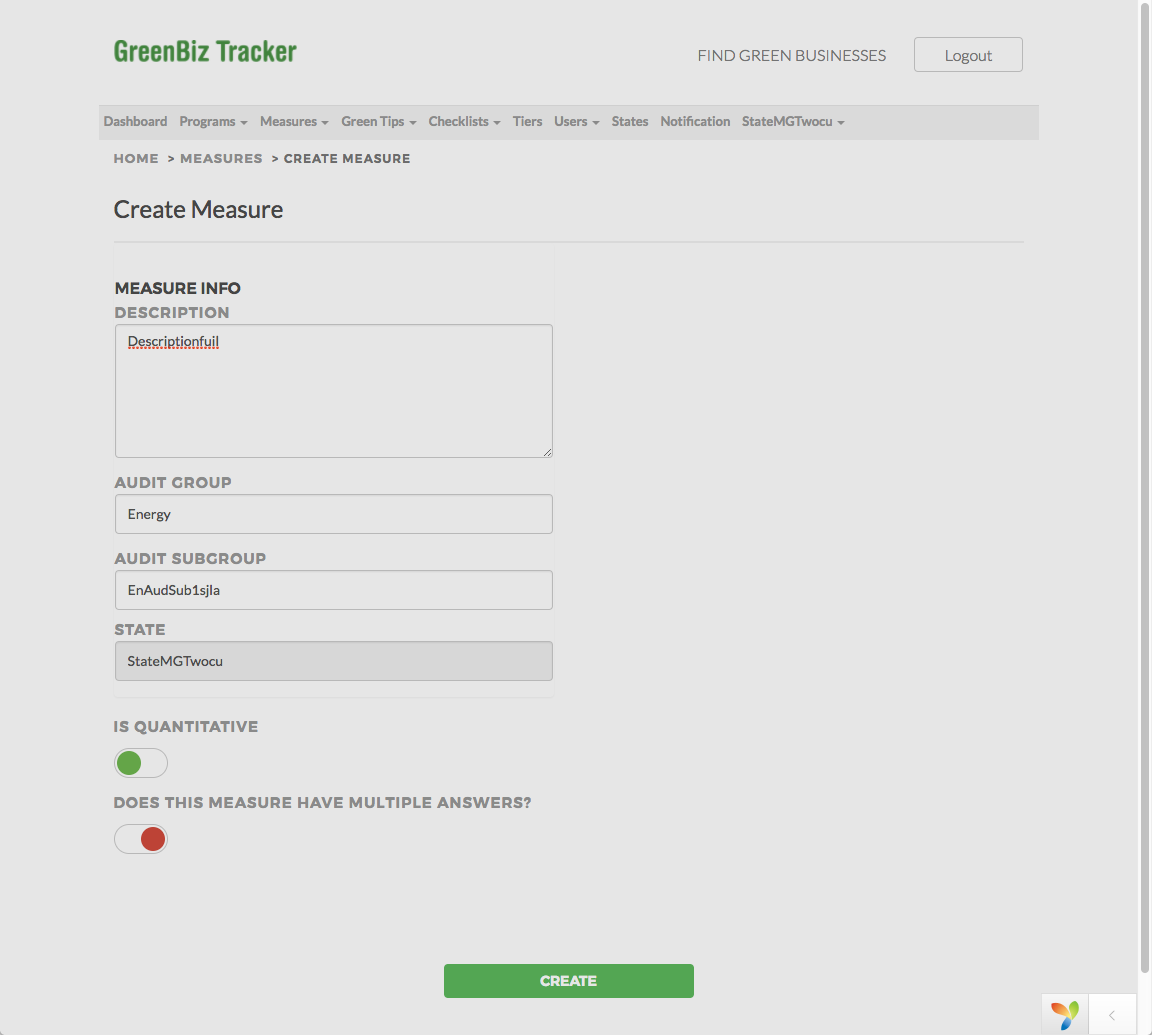 GreenBiz Tracker
FIND GREEN BUSINESSES
Logout
Dashboard Programs Measures Green Tips Checklists Tiers Users States Notification StateMGTwocu
HOME > MEASURES > CREATE MEASURE
Create Measure
MEASURE INFO
DESCRIPTION
Descriptionfuil
AUDIT GROUP
Energy
AUDIT SUBGROUP
EnAudSub1sjla
STATE
StateMGTwocu
IS QUANTITATIVE
DOES THIS MEASURE HAVE MULTIPLE ANSWERS?
CREATE